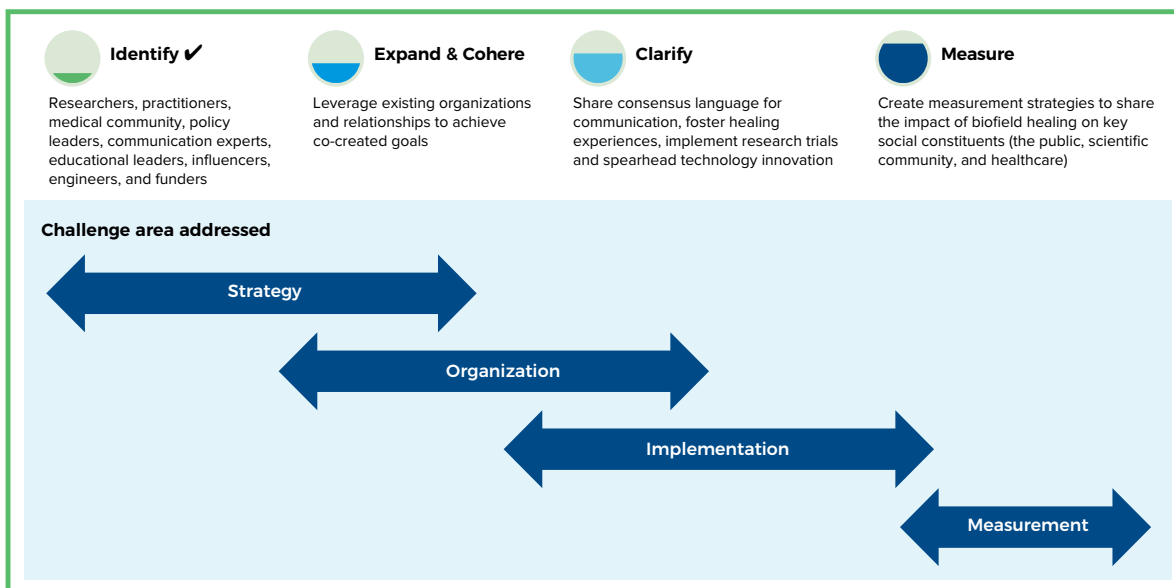 Identify ✔
Researchers, practitioners,
medical community, policy
leaders, communication experts,
educational leaders, influencers,
engineers, and funders
Expand & Cohere
Leverage existing organizations
and relationships to achieve
co-created goals
Clarify
Share consensus language for
communication, foster healing
experiences, implement research trials
and spearhead technology innovation
Measure
Create measurement strategies to share
the impact of biofield healing on key
social constituents (the public, scientific
community, and healthcare)
Challenge area addressed
Strategy
Organization
Implementation
Measurement